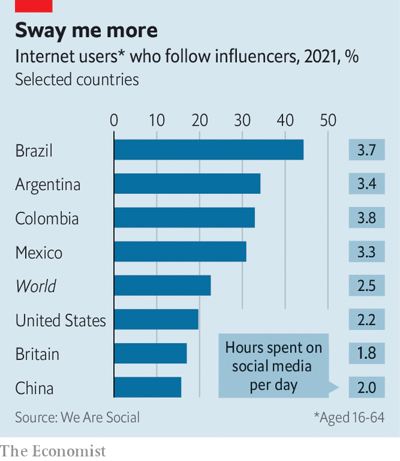 Sway me more
Internet users* who follow influencers, 2021, %
Selected countries
0 10 20 30 40 50
Brazil 3.7
Argentina 3.4
Colombia 3.8
Mexico 3.3
World 2.5
United States 2.2
Britain 1.8
China 2.0
Hours spent on
social media
per day
Source: We Are Social *Aged 16-64
The Economist